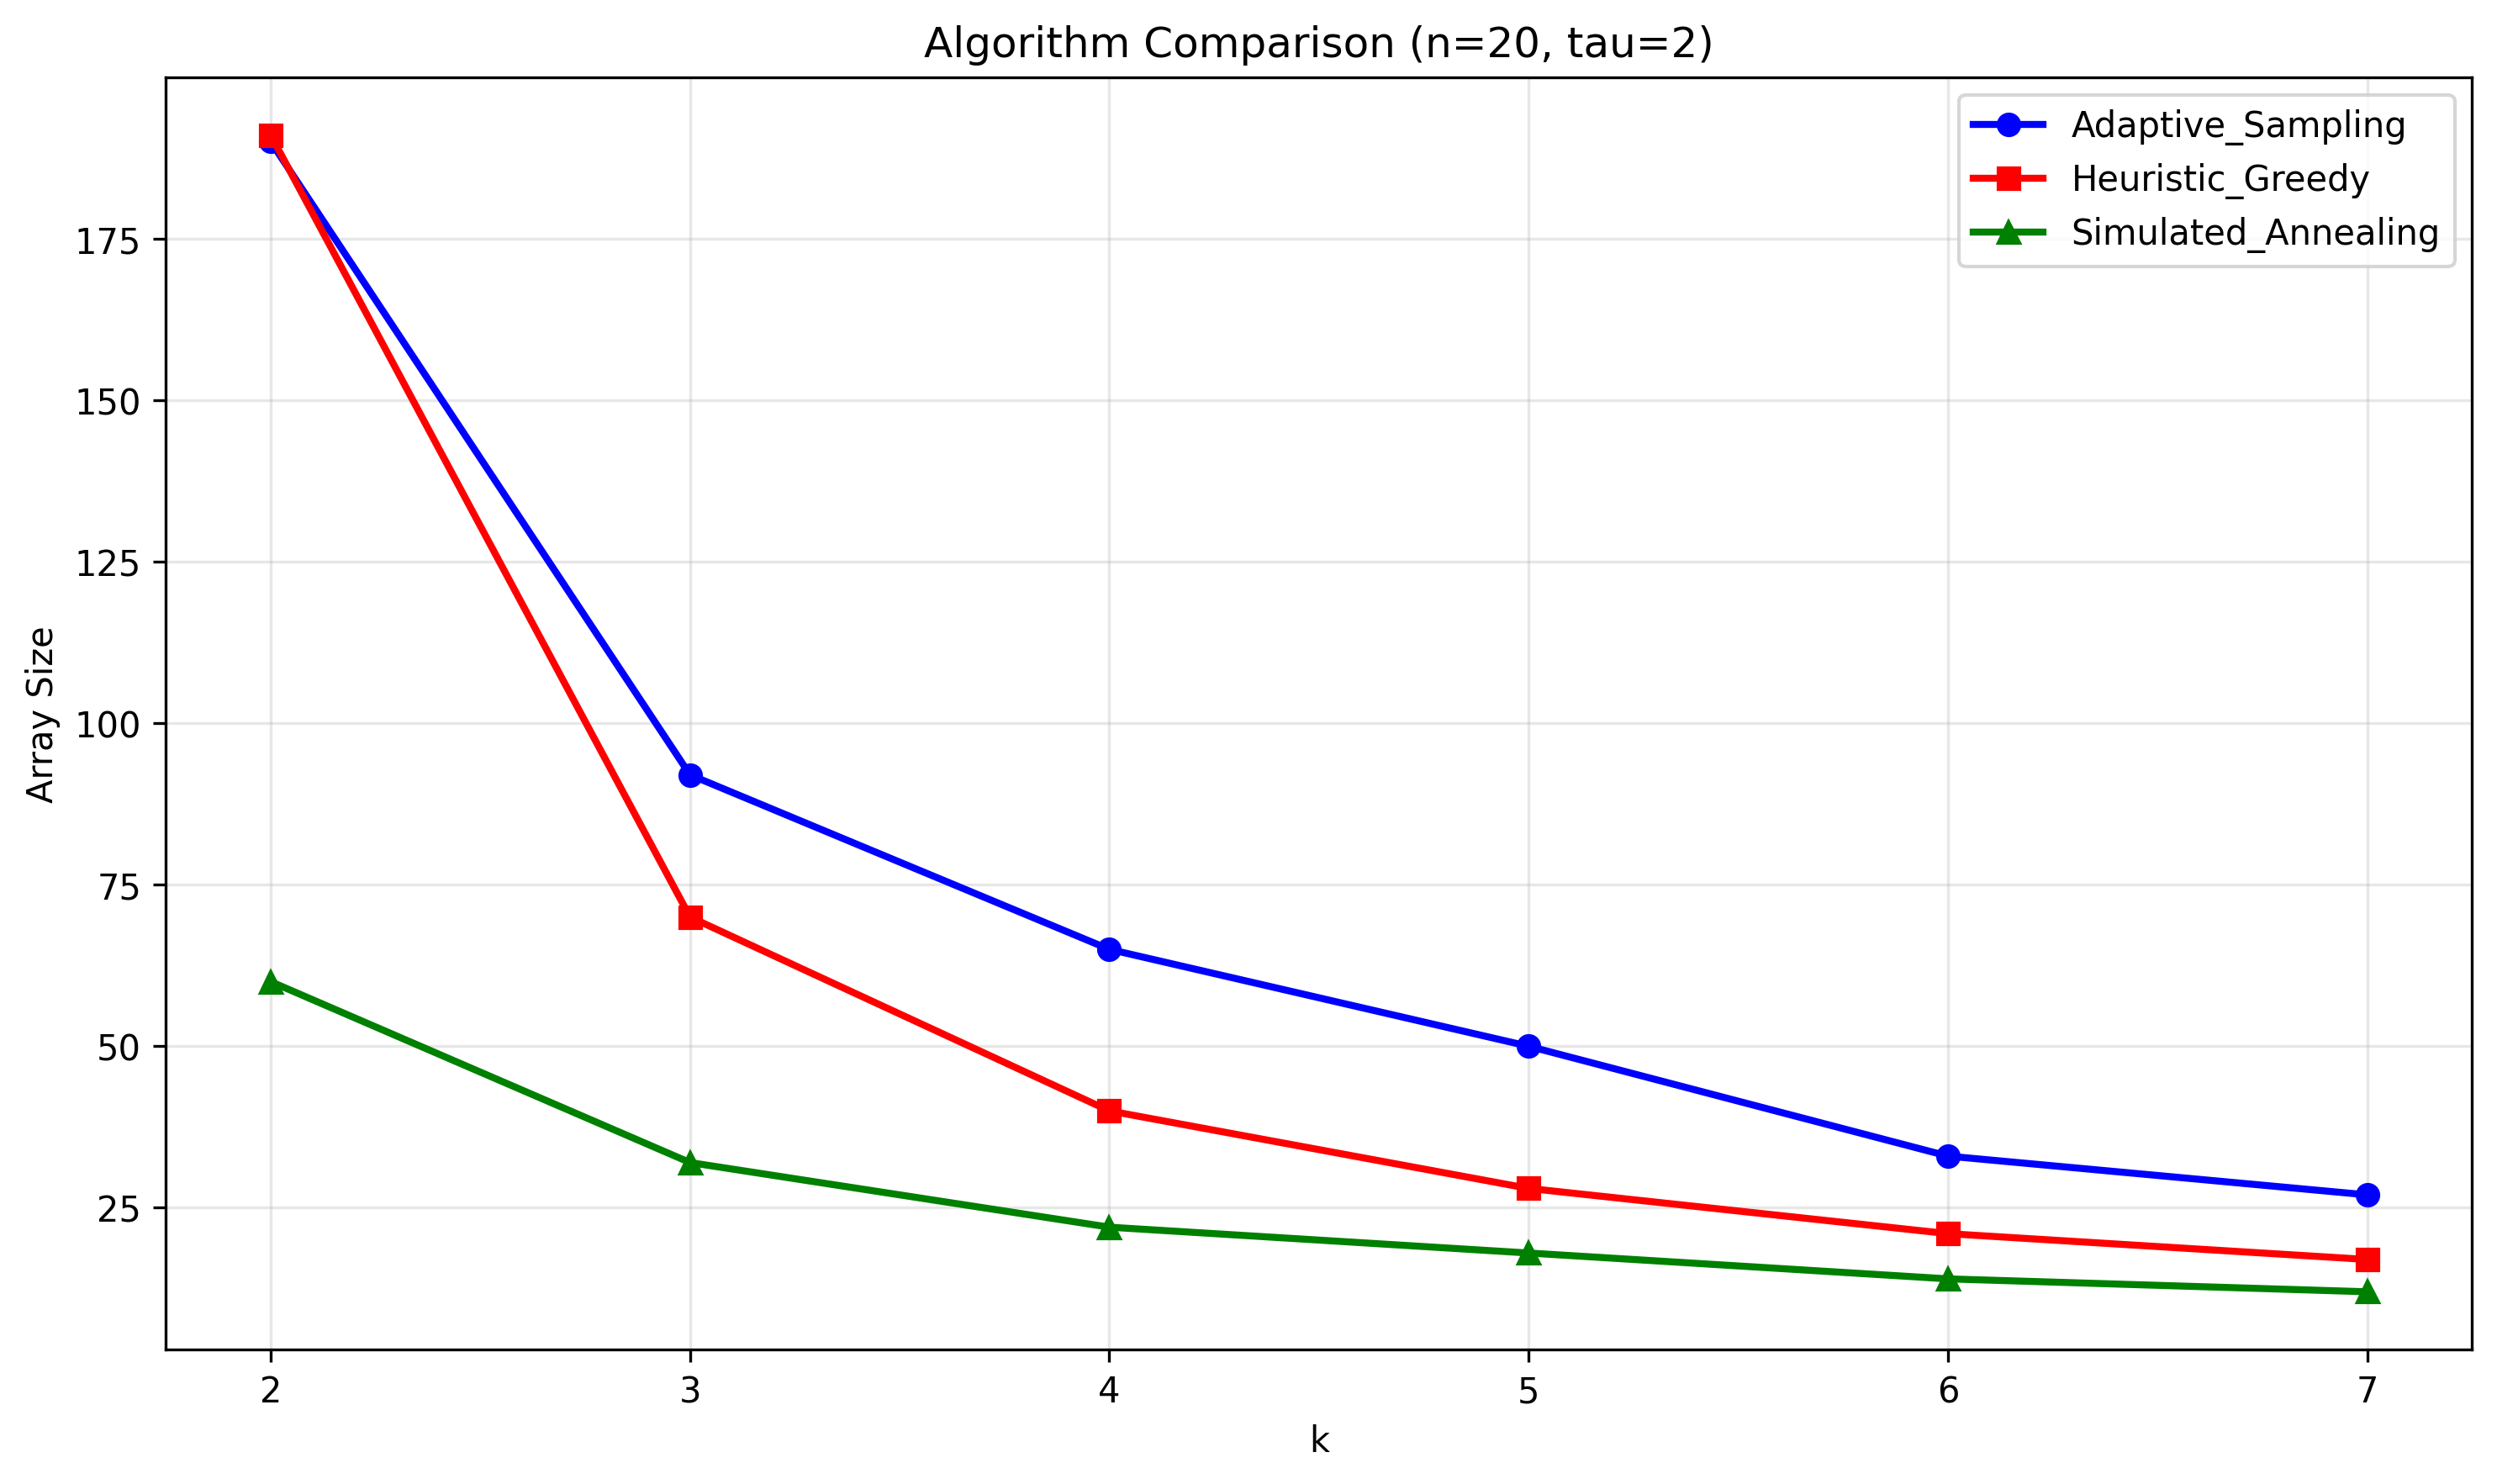 Algorithm Comparison (n=20, tau=2)
Adaptive_Sampling
Heuristic_Greedy
Simulated_Annealing
Array Size
175
150
125
100
75
50
25
2 3 4 5 6 7
k